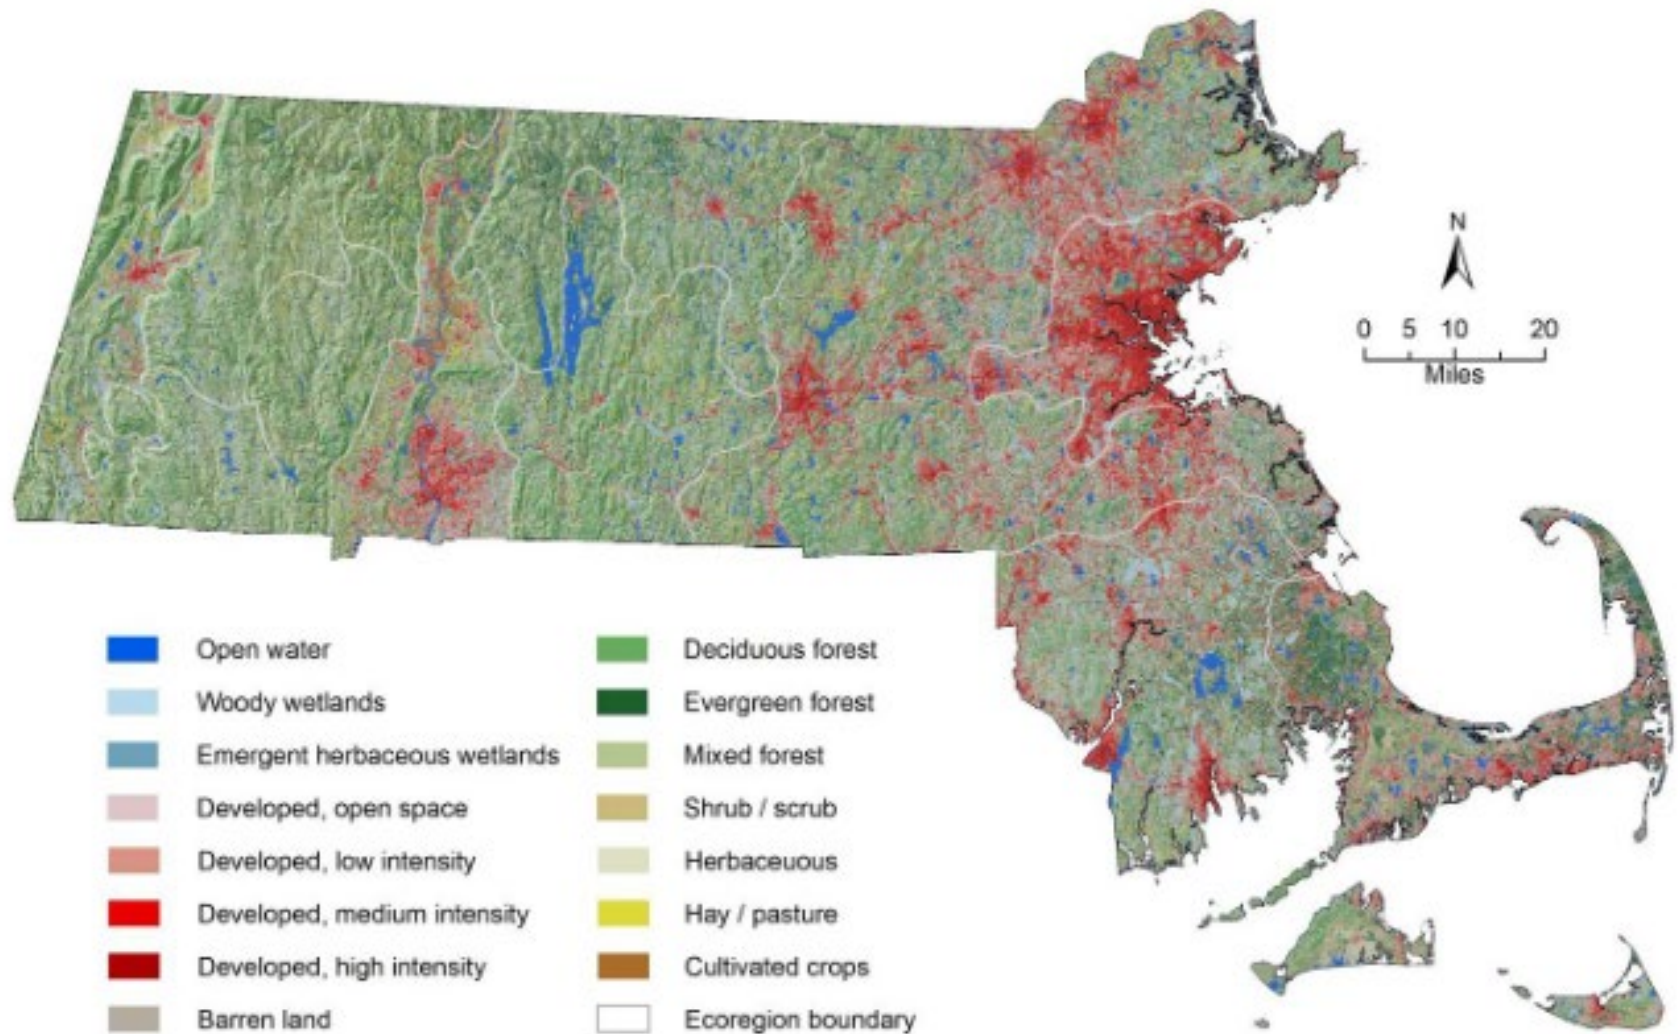 N
0 5 10 20
Miles
Open water
Woody wetlands
Emergent herbaceous wetlands
Developed, open space
Developed, low intensity
Developed, medium intensity
Developed, high intensity
Barren land
Deciduous forest
Evergreen forest
Mixed forest
Shrub / scrub
Herbaceuous
Hay / pasture
Cultivated crops
Ecoregion boundary